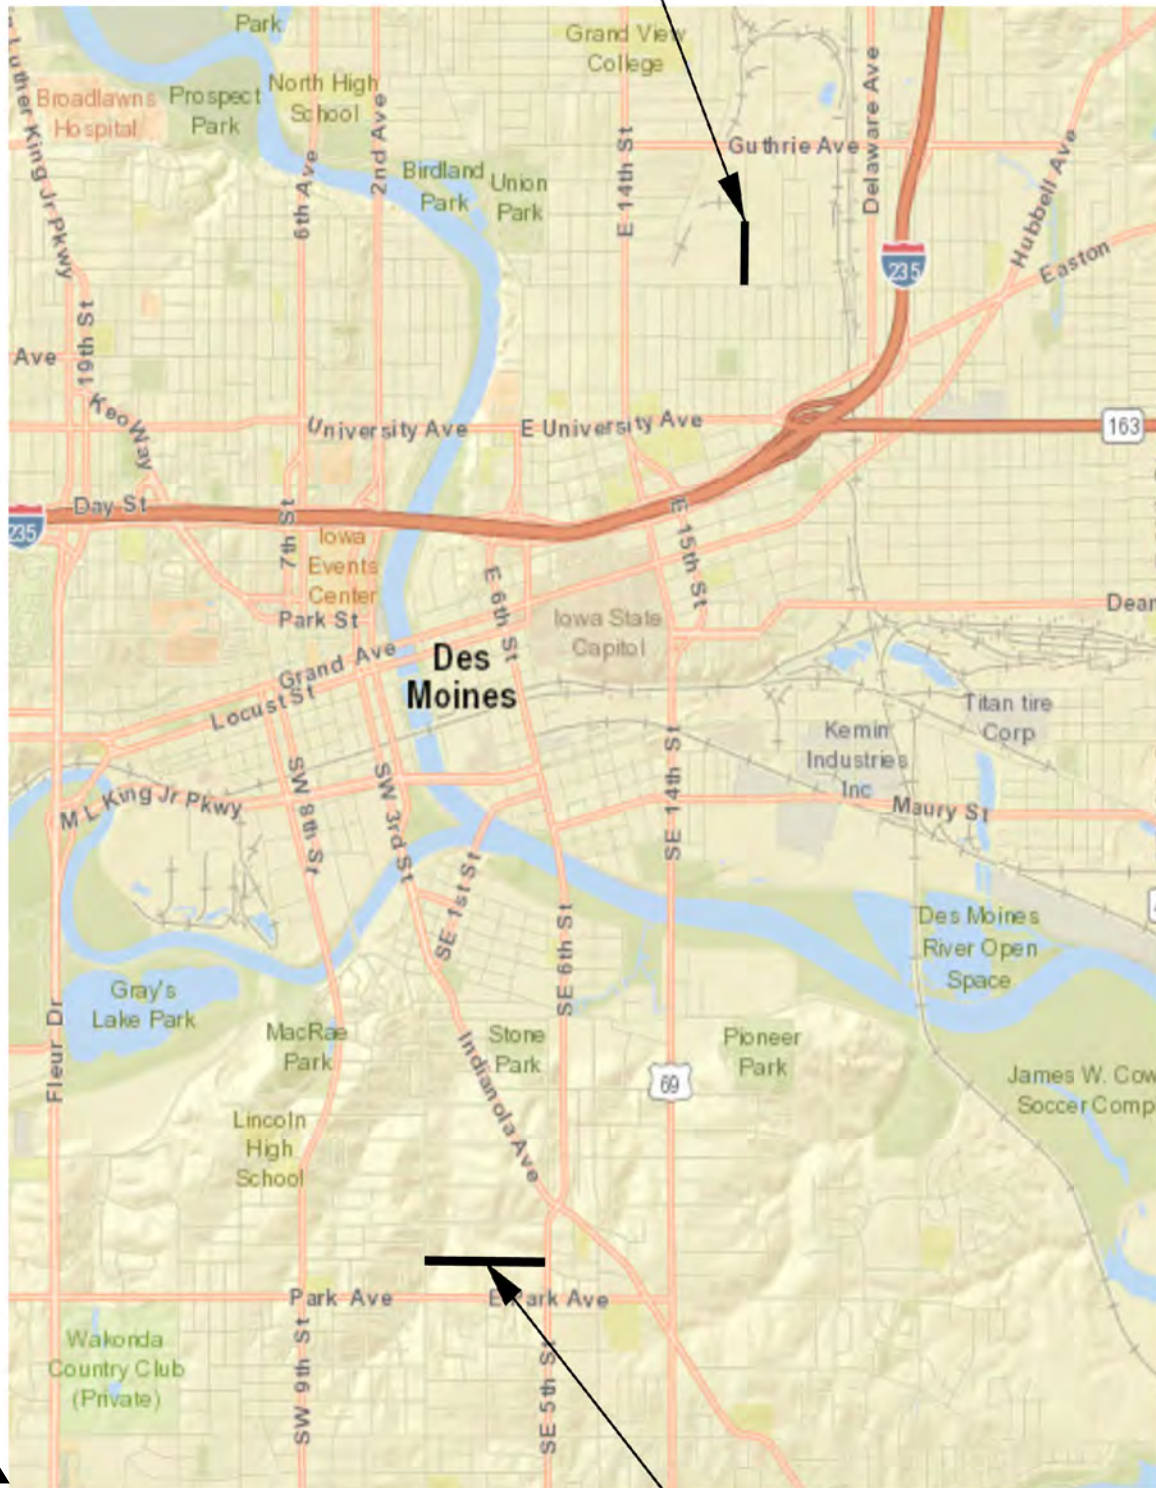 Park
Grand View
College
Luther King Jr Pkwy
Broadlawns
Hospital
Prospect
Park
North High
School
2nd Ave
6th Ave
Birdland
Park
Union
Park
E 14th St
Guthrie Ave
Delaware Ave
Hubbell Ave
Easton
235
19th St
Ave
Keo Way
University Ave
E University Ave
163
Day St
235
7th St
Iowa
Events
Center
Park St
E 6th St
E 15th St
Iowa State
Capitol
Dean
Grand Ave
Locust St
Des
Moines
Titan tire
Corp
Kemin
Industries
Inc
Maury St
M L King Jr Pkwy
SW 8th St
SW 3rd St
SE 14th St
SE 1st St
SE 6th St
Des Moines
River Open
Space
Gray's
Lake Park
Fleur Dr
MacRae
Park
Indianola Ave
Stone
Park
Pioneer
Park
69
James W. Cow
Soccer Comp
Lincoln
High
School
Park Ave
E Park Ave
Wakonda
Country Club
(Private)
SW 9th St
SE 5th St